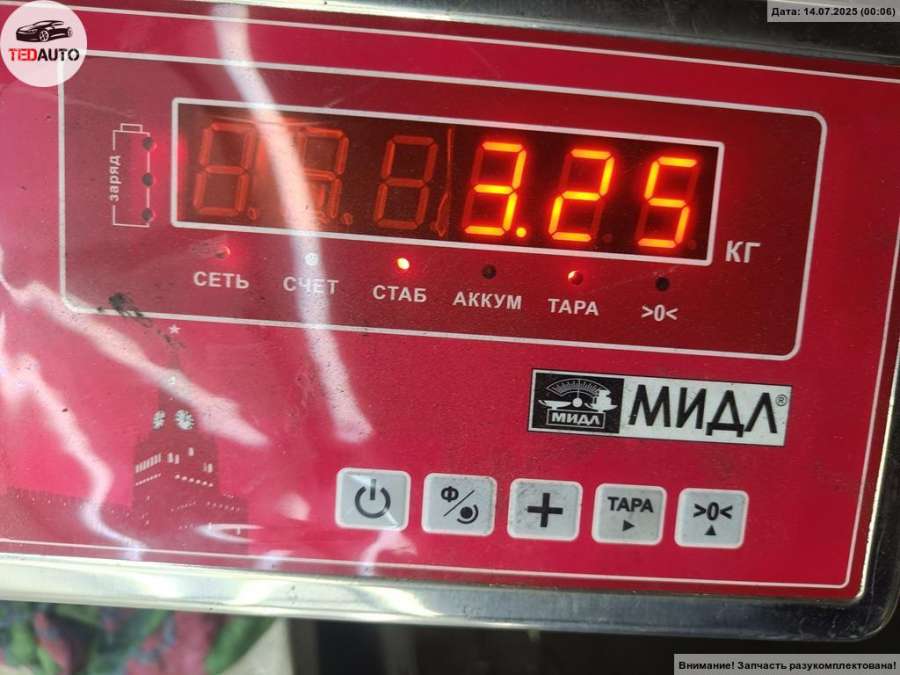 Дата: 14.07.2025 (00:06)
TEDAUTO
заряд
3.25
КГ
СЕТЬ СЧЕТ СТАБ АККУМ ТАРА >0<
МИДЛ МИДЛ®
Ф ТАРА >0<
Внимание! Запчасть разукомплектована!